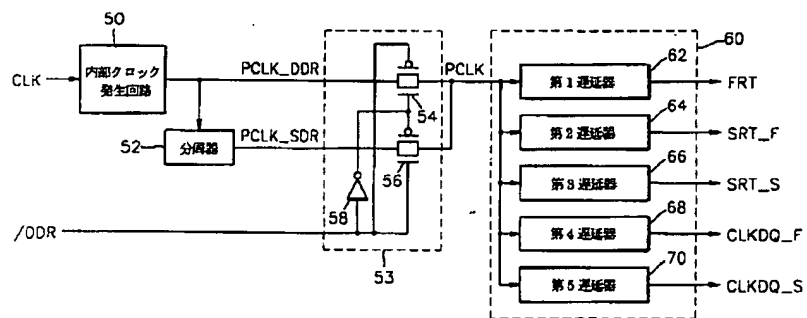 50
CLK
内部クロック
発生回路
PCLK_DDR
PCLK
54
52
分周器
PCLK_SDR
56
58
/DDR
53
60
62
第1遅延器
FRT
64
第2遅延器
SRT_F
66
第3遅延器
SRT_S
68
第4遅延器
CLKDQ_F
70
第5遅延器
CLKDQ_S